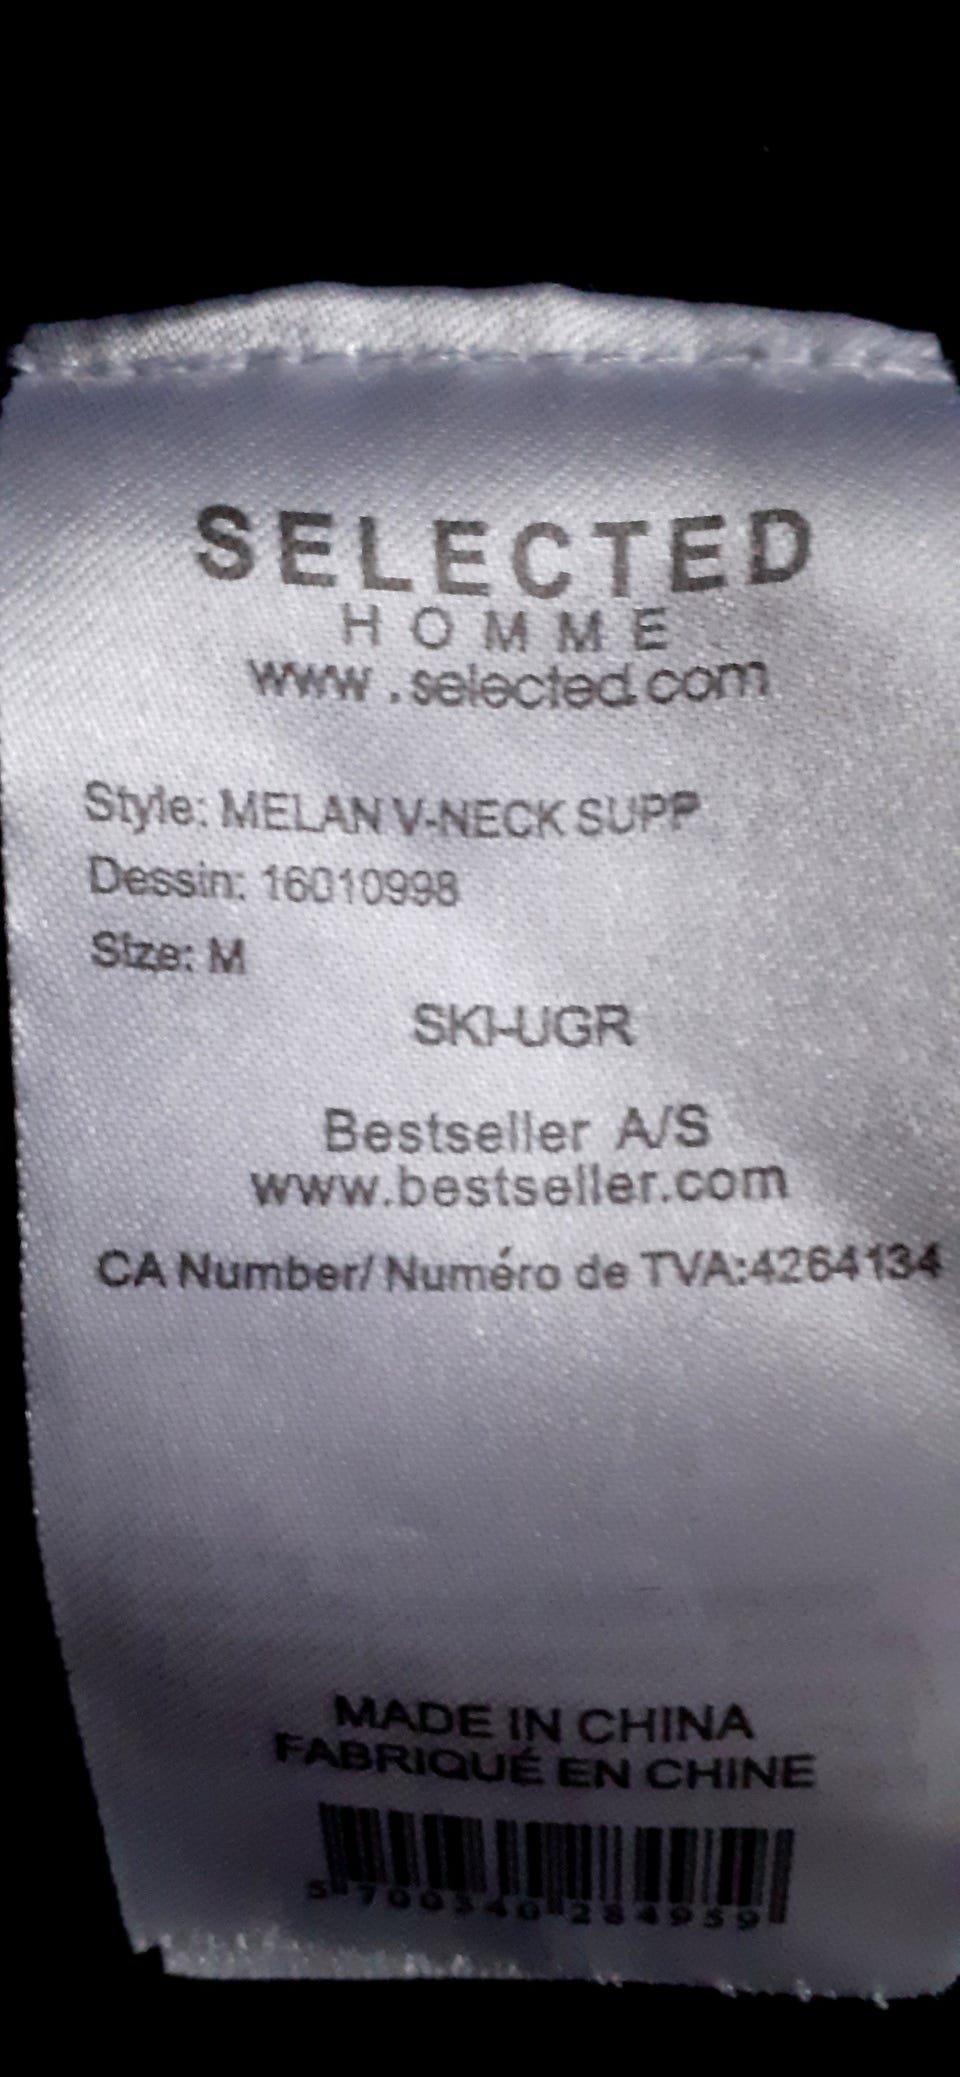 SELECTED
HOMME
www.selected.com
Style: MELAN V-NECK SUPP
Dessin: 16010998
Size: M
SKI-UGR
Bestseller A/S
www.bestseller.com
CA Number/ Numéro de TVA:4264134
MADE IN CHINA
FABRIQUÉ EN CHINE